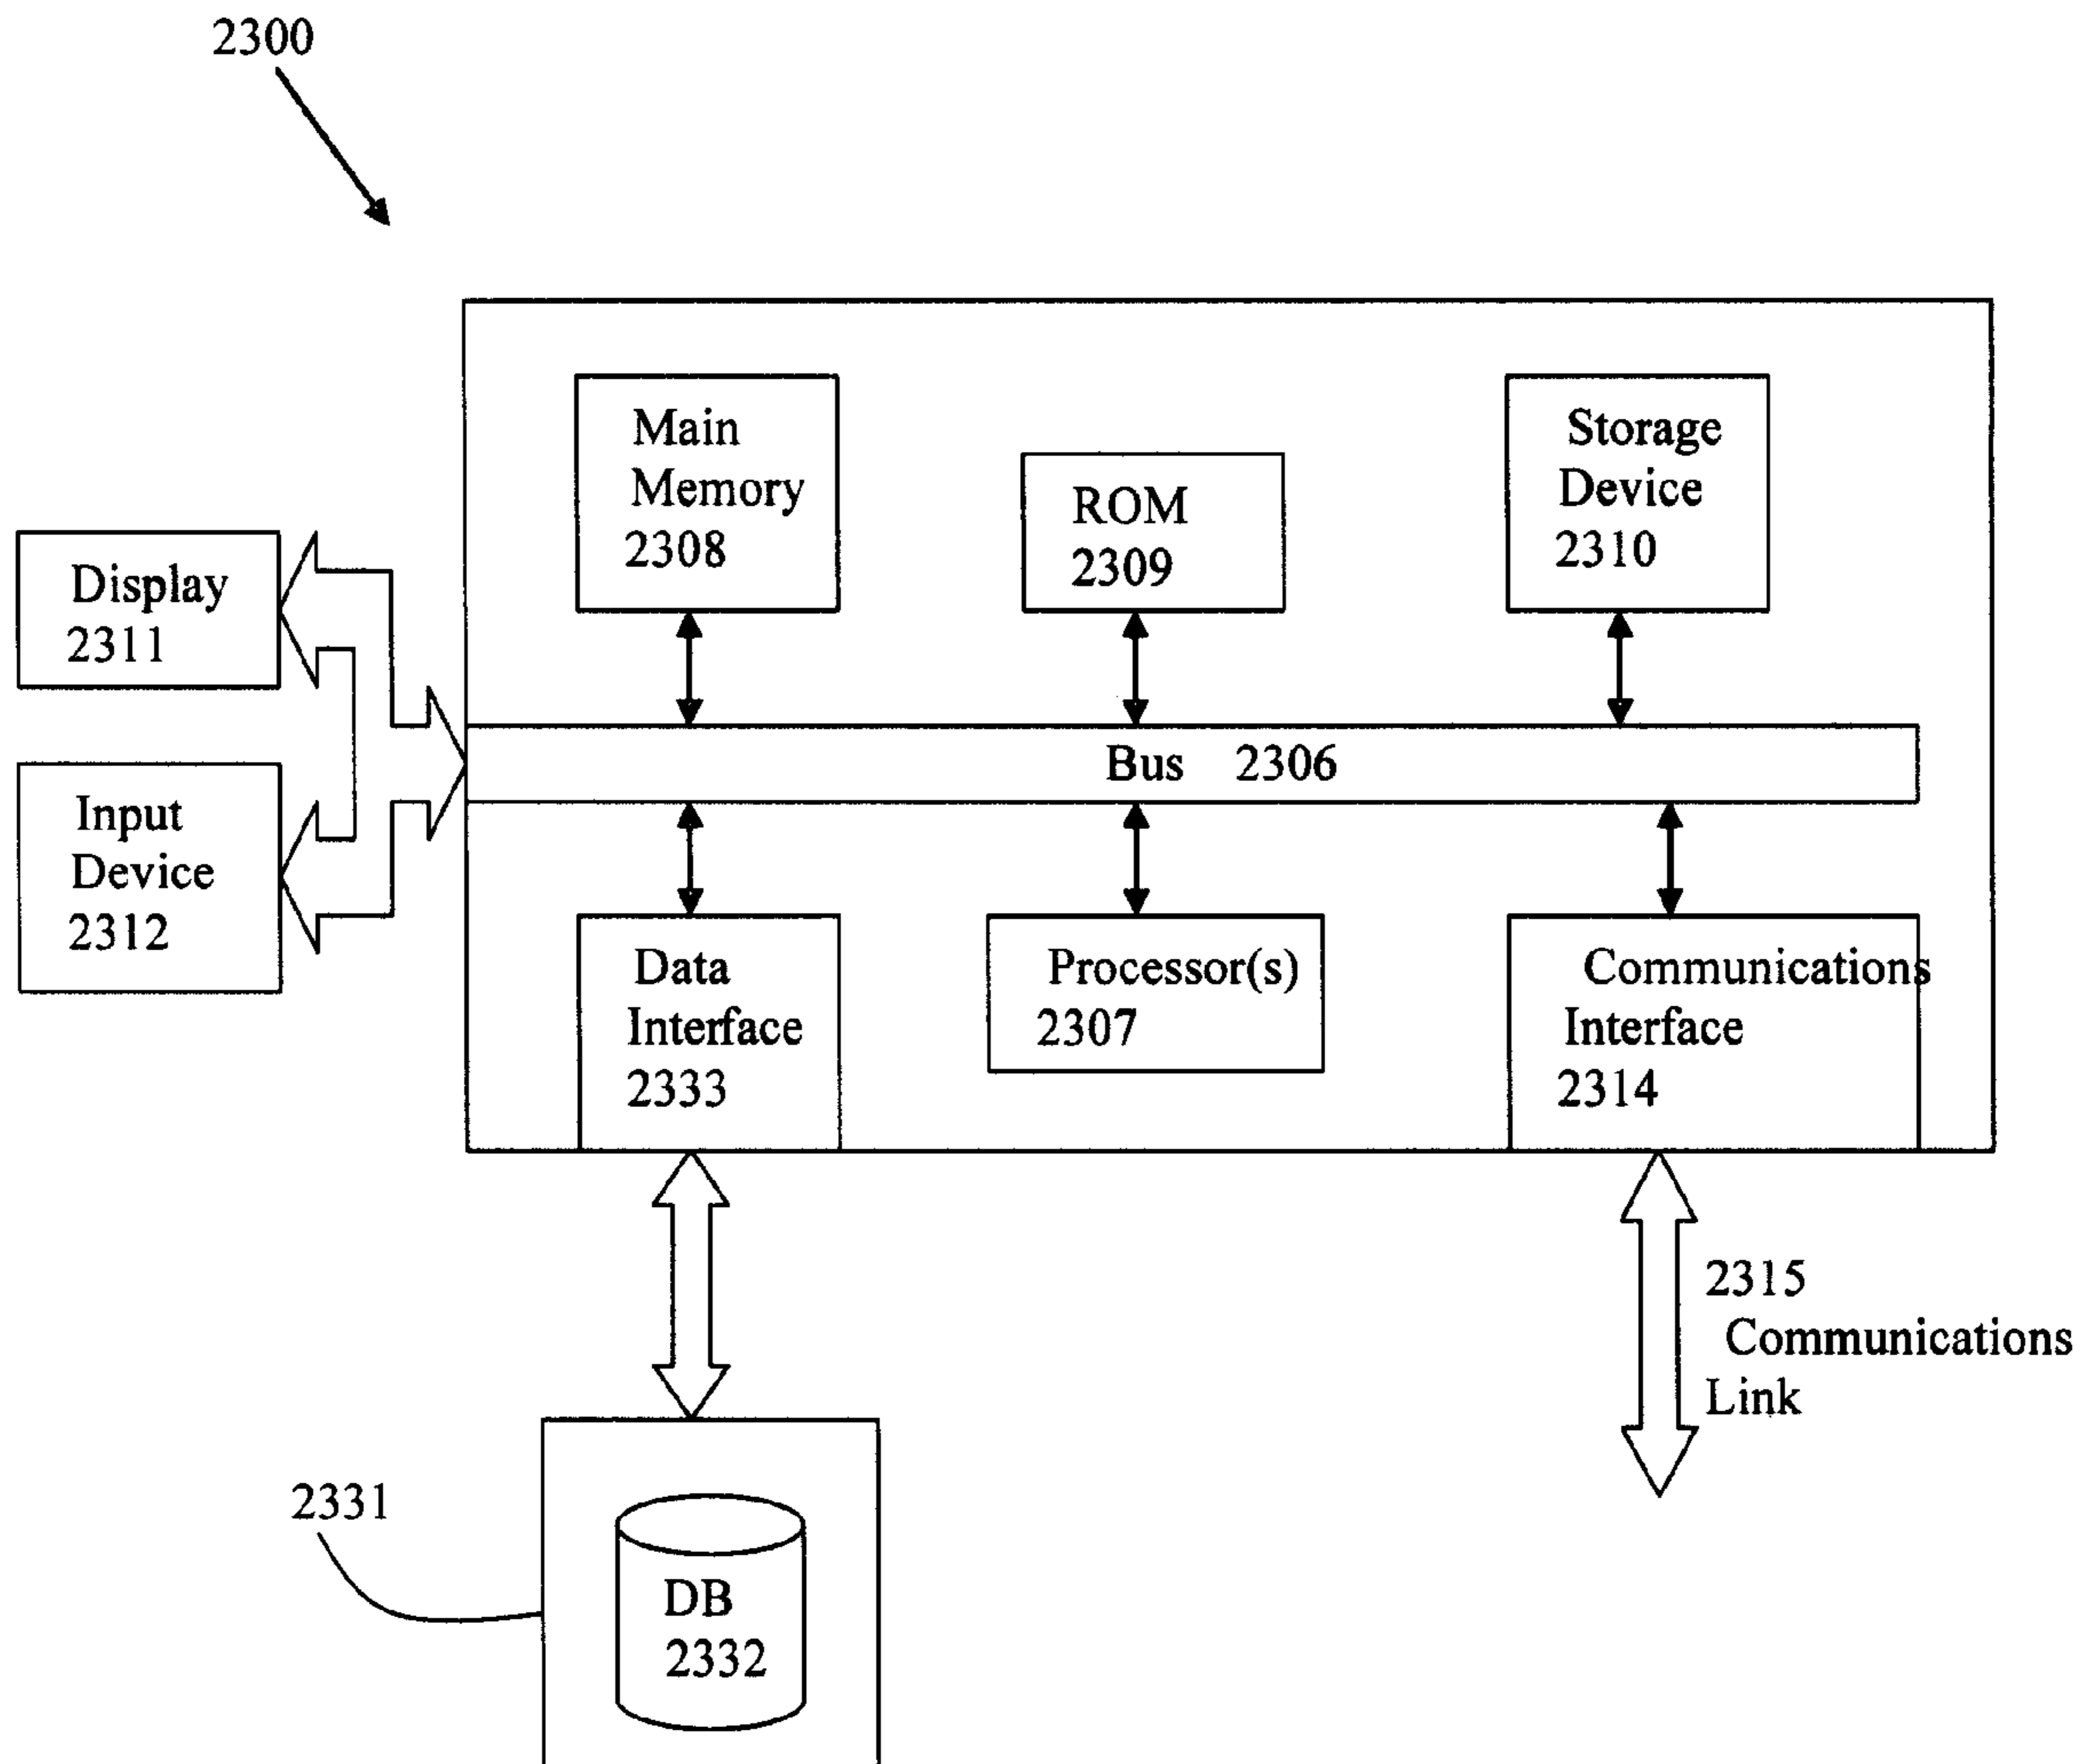 2300
Main
Memory
2308
ROM
2309
Storage
Device
2310
Display
2311
Bus 2306
Input
Device
2312
Data
Interface
2333
Processor(s)
2307
Communications
Interface
2314
2315
Communications
Link
2331
DB
2332